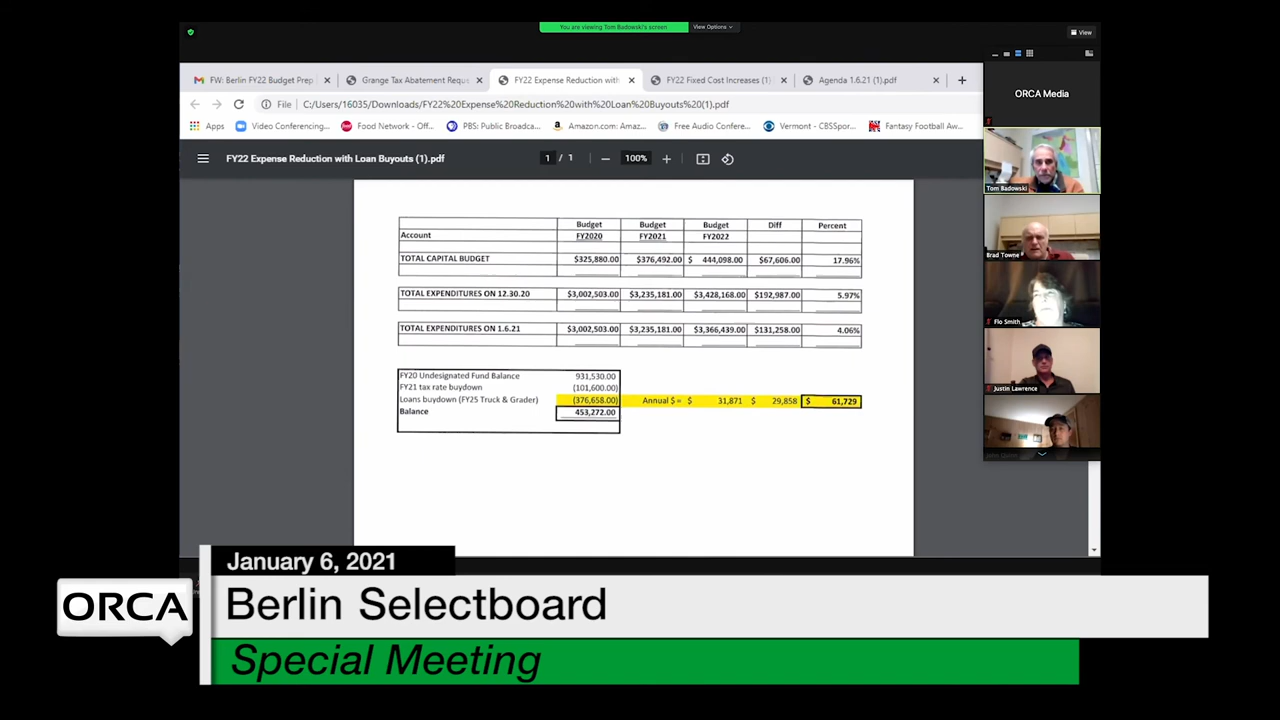 You are viewing Tom Badowski's screen View Options
View
FW: Berlin FY22 Budget Prep × Grange Tax Abatement Requ × FY22 Expense Reduction with × FY22 Fixed Cost Increases (1) × Agenda 1.6.21 (1).pdf × +
File C:/Users/16035/Downloads/FY22%20Expense%20Reduction%20with%20Loan%20Buyouts%20(1).pdf
Apps Video Conferencing... Food Network - Off... PBS: Public Broadca... Amazon.com: Amaz... Free Audio Confere... Vermont - CBSSpor... Fantasy Football Aw...
FY22 Expense Reduction with Loan Buyouts (1).pdf 1 / 1 — 100% +
ORCA Media
Tom Badowski
Brad Towne
Flo Smith
Justin Lawrence
Budget Budget Budget Diff Percent
Account FY2020 FY2021 FY2022
TOTAL CAPITAL BUDGET $325,880.00 $376,492.00 $ 444,098.00 $67,606.00 17.96%
TOTAL EXPENDITURES ON 12.30.20 $3,002,503.00 $3,235,181.00 $3,428,168.00 $192,987.00 5.97%
TOTAL EXPENDITURES ON 1.6.21 $3,002,503.00 $3,235,181.00 $3,366,439.00 $131,258.00 4.06%
FY20 Undesignated Fund Balance 931,530.00
FY21 tax rate buydown (101,600.00)
Loans buydown (FY25 Truck & Grader) (376,658.00) Annual $ = $ 31,871 $ 29,858 $ 61,729
Balance 453,272.00
January 6, 2021
ORCA
Berlin Selectboard
Special Meeting